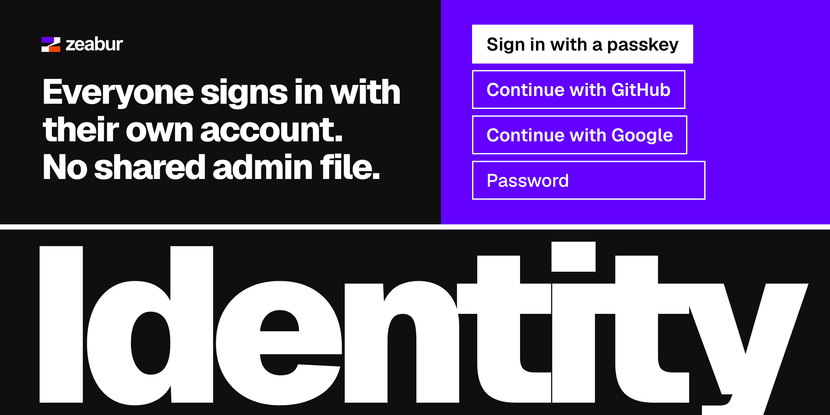 zeabur
Everyone signs in with
their own account.
No shared admin file.
Sign in with a passkey
Continue with GitHub
Continue with Google
Password
Identity